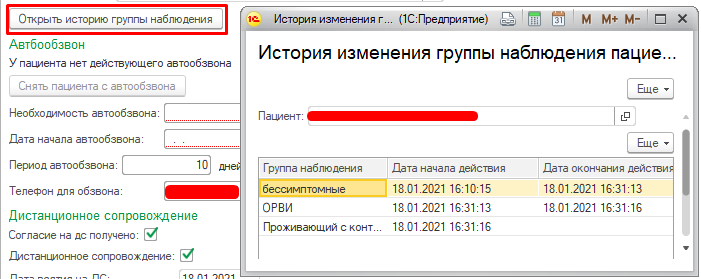 Открыть историю группы наблюдения
Автбообзвон
У пациента нет действующего автообзвона
Снять пациента с автообзвона
Необходимость автообзвона:
Дата начала автообзвона: . .
Период автообзвона: 10 дней
Телефон для обзвона:
Дистанционное сопровождение
Согласие на дс получено:
Дистанционное сопровождение:
18.01.2021
История изменения г... (1С:Предприятие) M M+ M-
История изменения группы наблюдения пацие...
Еще
Пациент:
Еще
Группа наблюдения Дата начала действия Дата окончания действия
бессимптомные 18.01.2021 16:10:15 18.01.2021 16:31:13
ОРВИ 18.01.2021 16:31:13 18.01.2021 16:31:16
Проживающий с конт... 18.01.2021 16:31:16